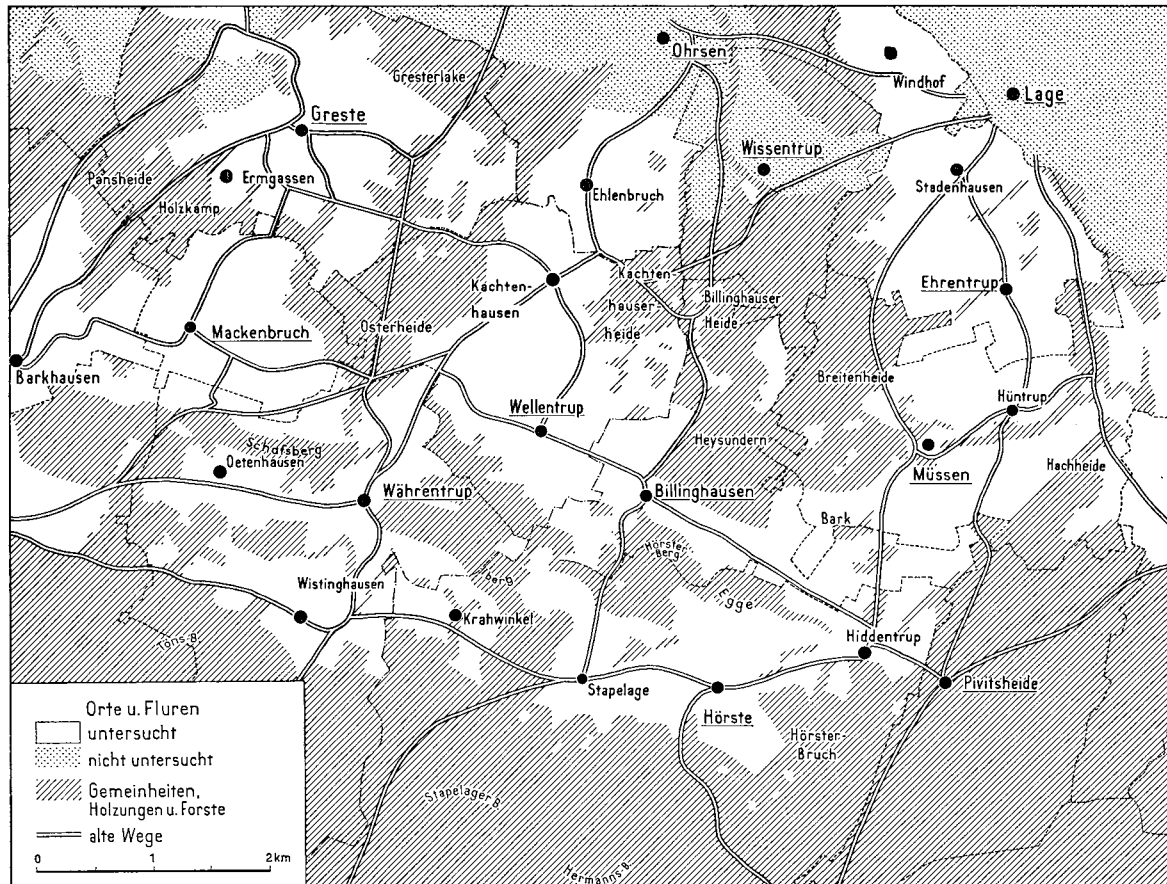 Ohrsen
Windhof
Lage
Gresterlake
Greste
Wissentrup
Pansheide
Ermgassen
Holzkamp
Ehlenbruch
Stadenhausen
Kachten-
hausen
Kachten-
hauser-
heide
Billinghauser
Heide
Ehrentrup
Mackenbruch
Osterheide
Barkhausen
Breitenheide
Hüntrup
Wellentrup
Schafsberg
Oetenhausen
Heysundern
Müssen
Hachheide
Währentrup
Billinghausen
Bark
Hörster-
Berg
berg
Wistinghausen
Egge
Krahwinkel
Töns-B.
Hiddentrup
Stapelage
Pivitsheide
Hörste
Hörster-
Bruch
Stapelager B.
Hermanns-B.
Orte u. Fluren
untersucht
nicht untersucht
Gemeinheiten,
Holzungen u. Forste
alte Wege
0 1 2km